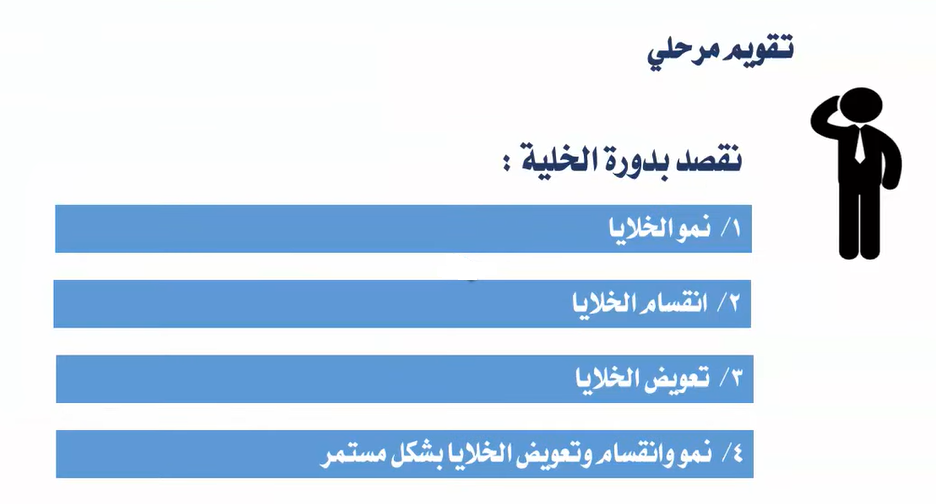 تقويم مرحلي
نقصد بدورة الخلية :
١/ نمو الخلايا
٢/ انقسام الخلايا
٣/ تعويض الخلايا
٤/ نمو وانقسام وتعويض الخلايا بشكل مستمر